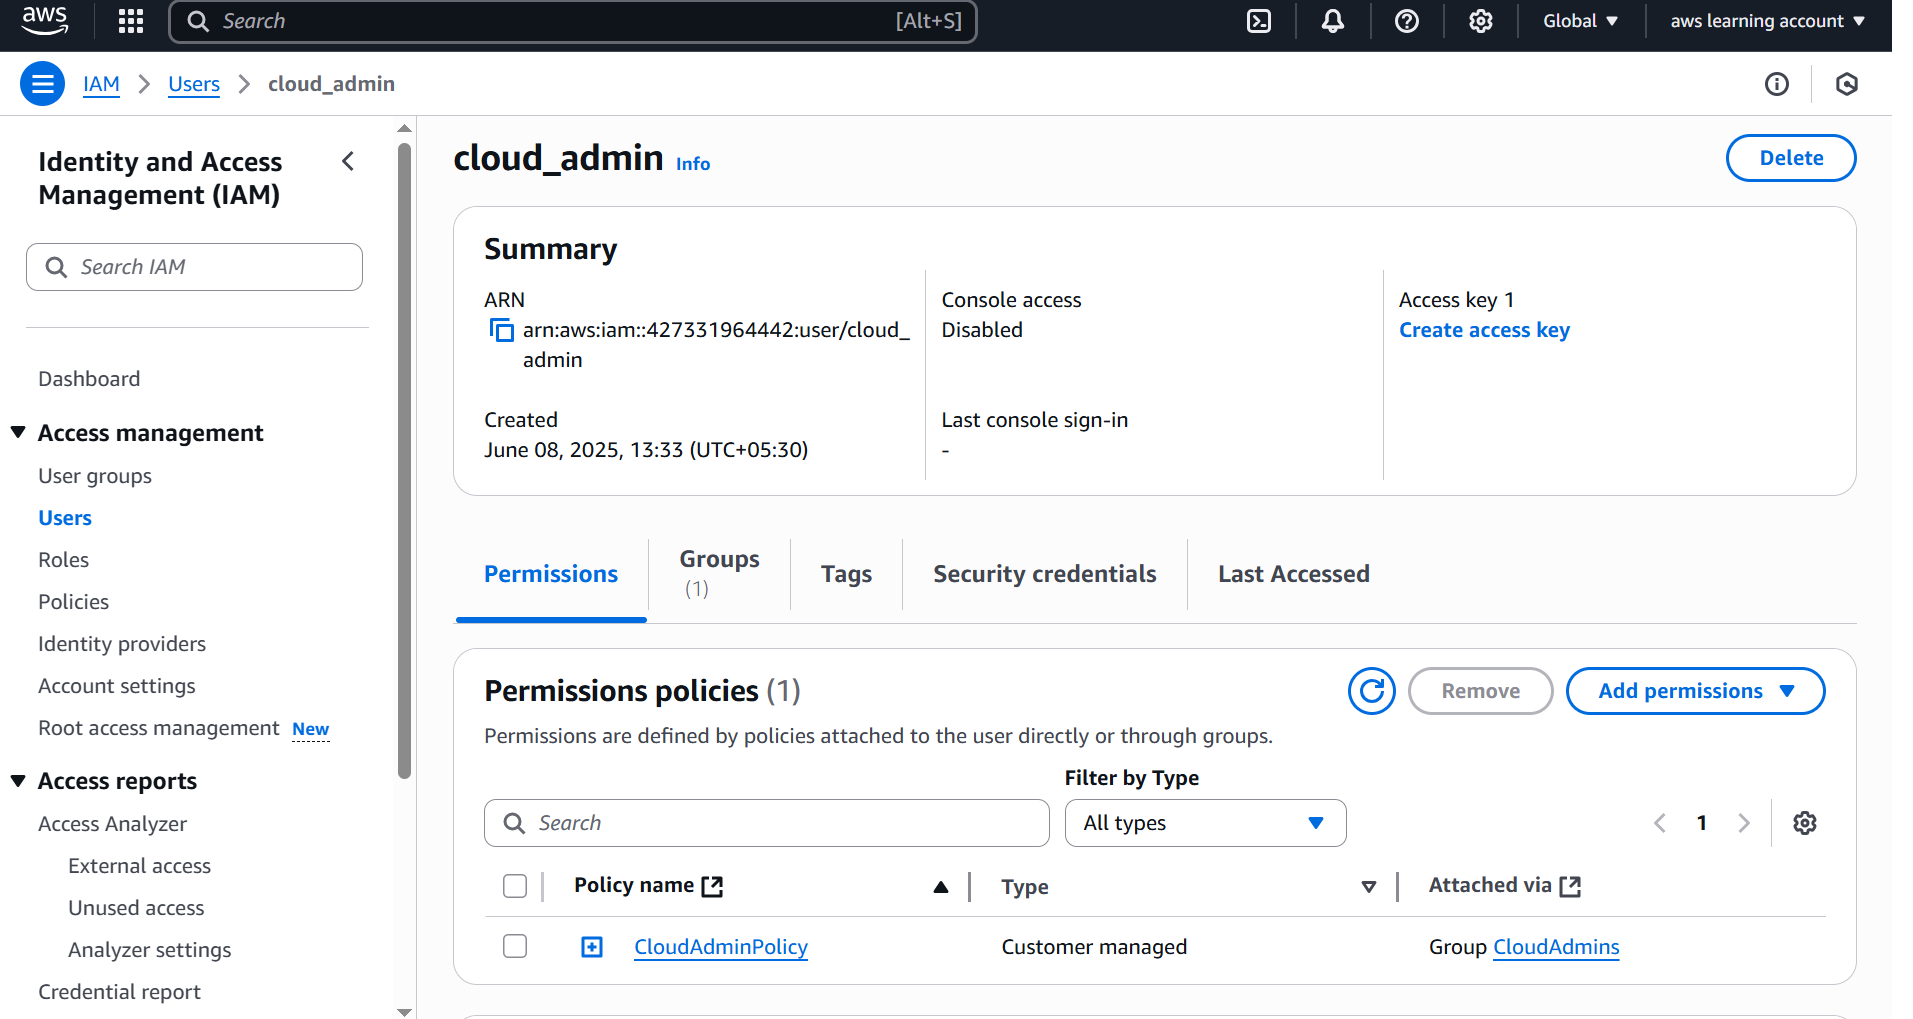 aws
Search [Alt+S]
Global
aws learning account
IAM
Users
cloud_admin
Identity and Access
Management (IAM)
Search IAM
Dashboard
Access management
User groups
Users
Roles
Policies
Identity providers
Account settings
Root access management New
Access reports
Access Analyzer
External access
Unused access
Analyzer settings
Credential report
cloud_admin Info
Delete
Summary
ARN
arn:aws:iam::427331964442:user/cloud_
admin
Created
June 08, 2025, 13:33 (UTC+05:30)
Console access
Disabled
Last console sign-in
-
Access key 1
Create access key
Permissions
Groups
(1)
Tags
Security credentials
Last Accessed
Permissions policies (1)
Remove
Add permissions
Permissions are defined by policies attached to the user directly or through groups.
Filter by Type
Search
All types
1
Policy name
Type
Attached via
CloudAdminPolicy
Customer managed
Group CloudAdmins